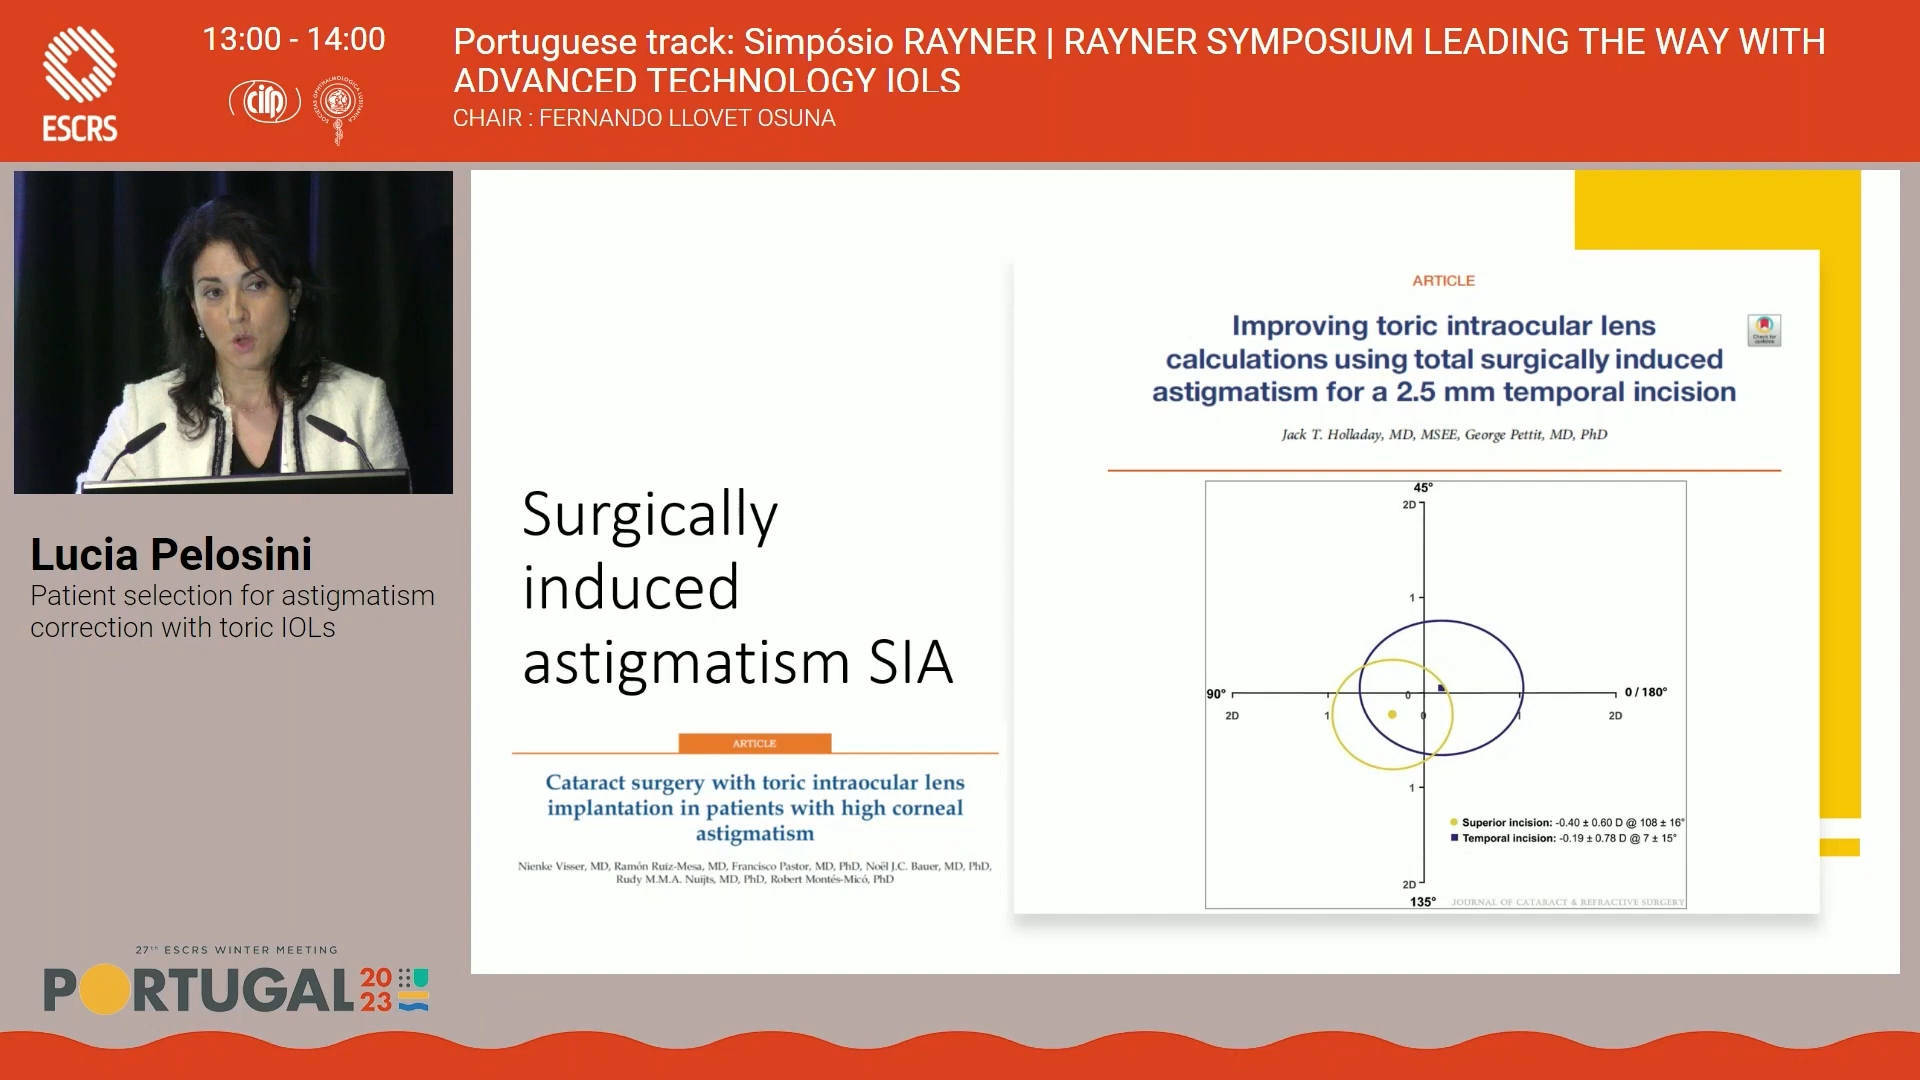 ESCRS
13:00 - 14:00
cirp
Portuguese track: Simpósio RAYNER | RAYNER SYMPOSIUM LEADING THE WAY WITH
ADVANCED TECHNOLOGY IOLS
CHAIR : FERNANDO LLOVET OSUNA
Lucia Pelosini
Patient selection for astigmatism
correction with toric IOLs
27th ESCRS WINTER MEETING
PORTUGAL 2023
Surgically
induced
astigmatism SIA
ARTICLE
Cataract surgery with toric intraocular lens
implantation in patients with high corneal
astigmatism
Nienke Visser, MD, Ramón Ruíz-Mesa, MD, Francisco Pastor, MD, PhD, Noël J.C. Bauer, MD, PhD,
Rudy M.M.A. Nuijts, MD, PhD, Robert Montés-Micó, PhD
ARTICLE
Improving toric intraocular lens
calculations using total surgically induced
astigmatism for a 2.5 mm temporal incision
Check for
updates
Jack T. Holladay, MD, MSEE, George Pettit, MD, PhD
45°
2D
1
90°
0
0 / 180°
2D
1
0
1
2D
1
Superior incision: -0.40 ± 0.60 D @ 108 ± 16°
Temporal incision: -0.19 ± 0.78 D @ 7 ± 15°
2D
135°
JOURNAL OF CATARACT & REFRACTIVE SURGERY